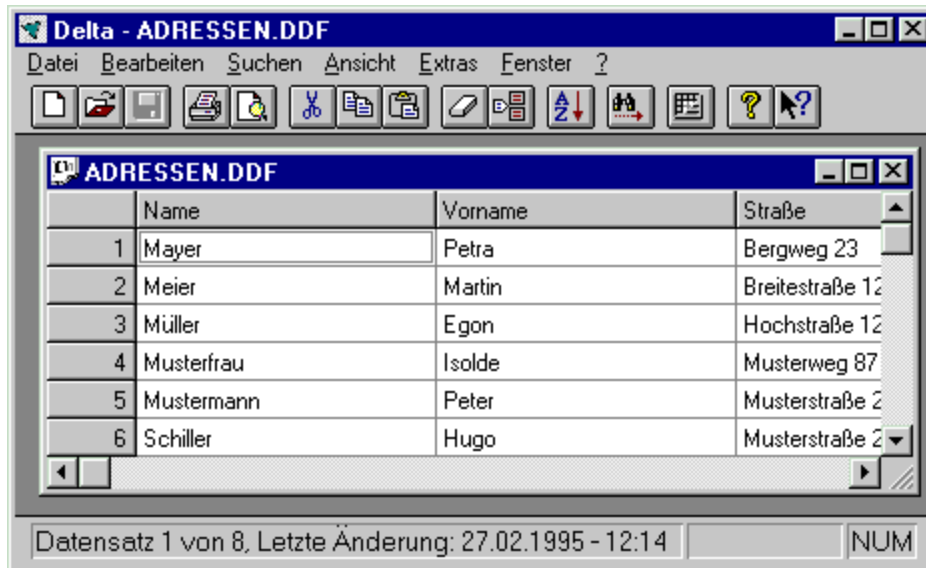 Delta - ADRESSEN.DDF
Datei Bearbeiten Suchen Ansicht Extras Fenster ?
ADRESSEN.DDF
Name Vorname Straße
1 Mayer Petra Bergweg 23
2 Meier Martin Breitestraße 12
3 Müller Egon Hochstraße 12
4 Musterfrau Isolde Musterweg 87
5 Mustermann Peter Musterstraße 2
6 Schiller Hugo Musterstraße 2
Datensatz 1 von 8, Letzte Änderung: 27.02.1995 - 12:14 NUM